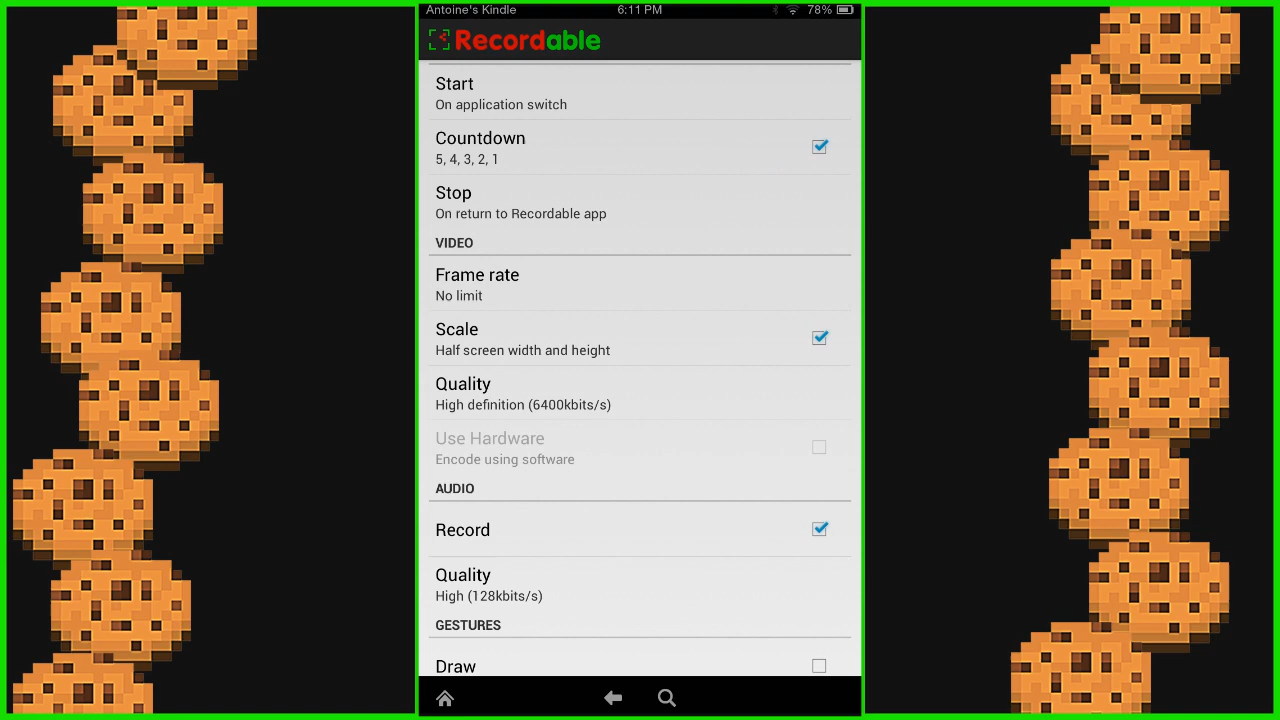 Antoine's Kindle 6:11 PM 78%
Recordable
Start
On application switch
Countdown
5, 4, 3, 2, 1
Stop
On return to Recordable app
VIDEO
Frame rate
No limit
Scale
Half screen width and height
Quality
High definition (6400kbits/s)
Use Hardware
Encode using software
AUDIO
Record
Quality
High (128kbits/s)
GESTURES
Draw